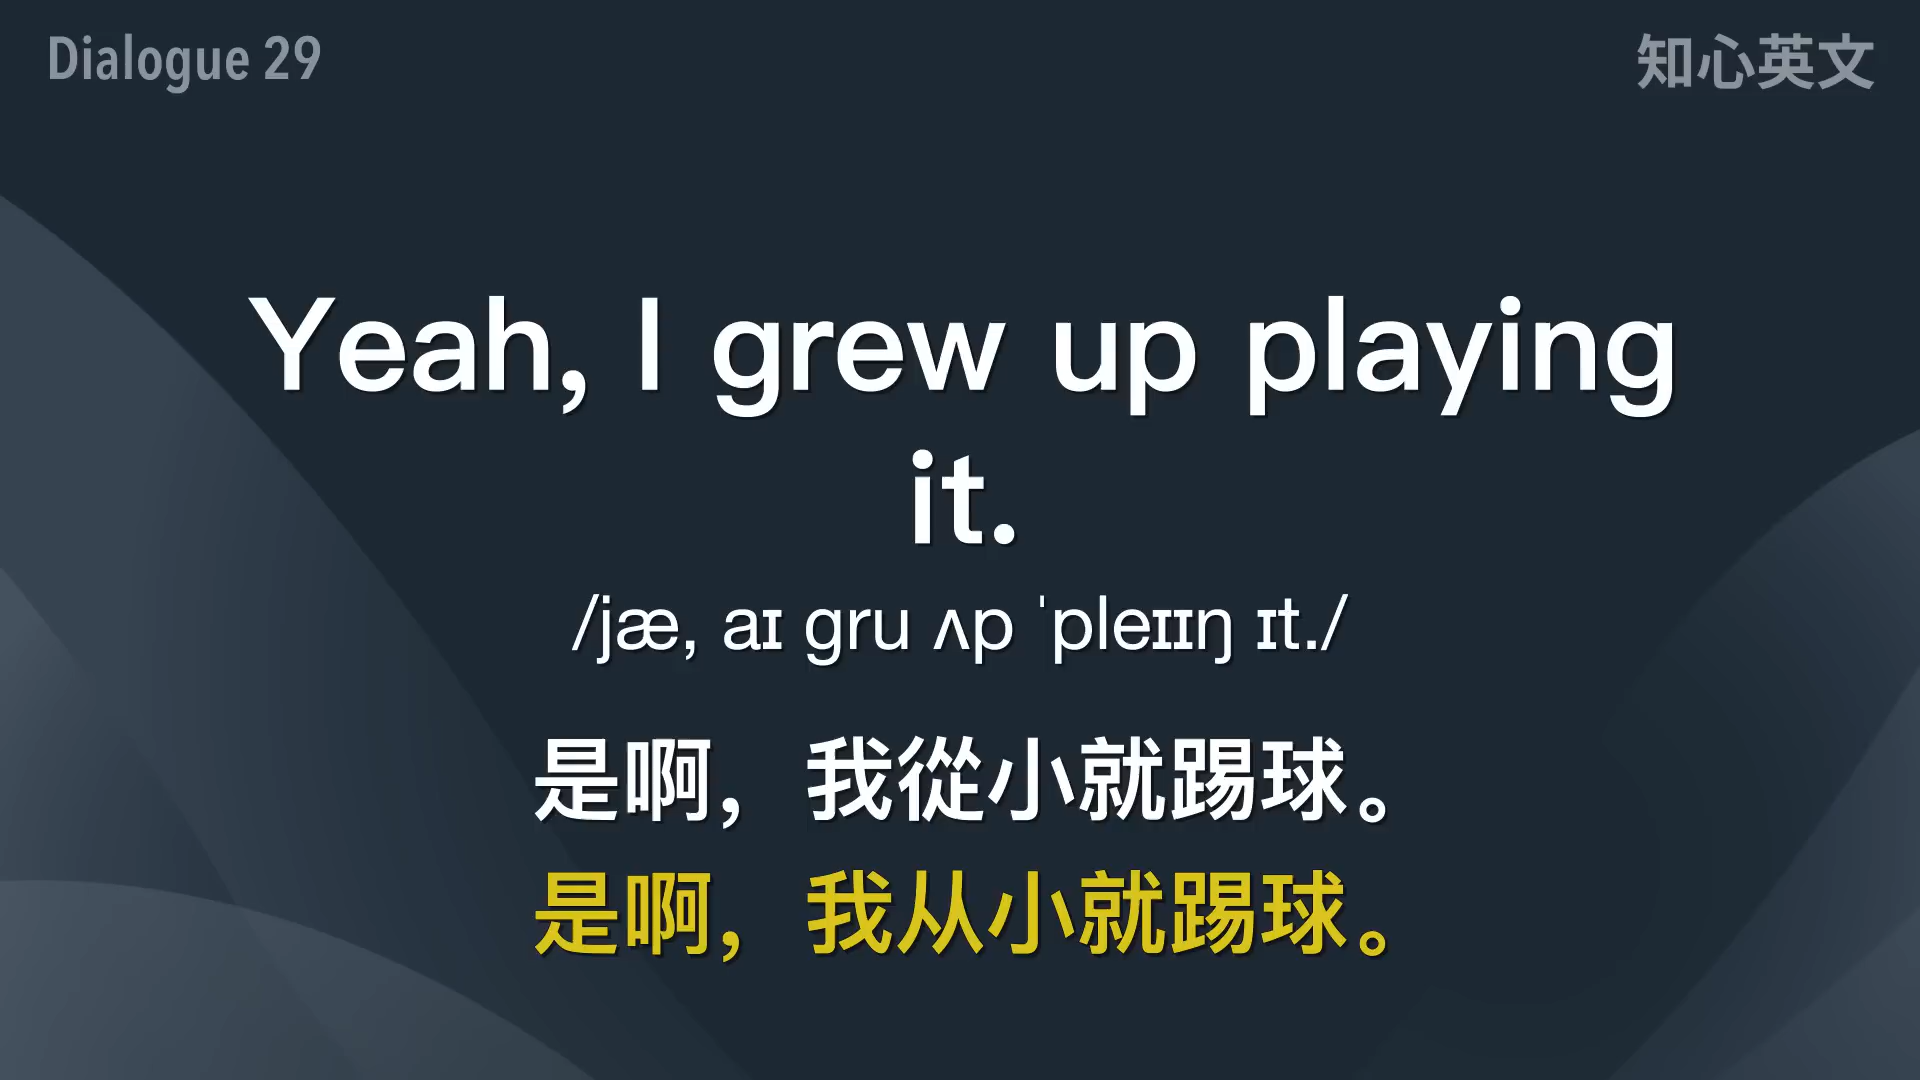 Dialogue 29
知心英文
Yeah, I grew up playing
it.
/jæ, aɪ gru ʌp ˈpleɪɪŋ ɪt./
是啊，我從小就踢球。
是啊，我从小就踢球。